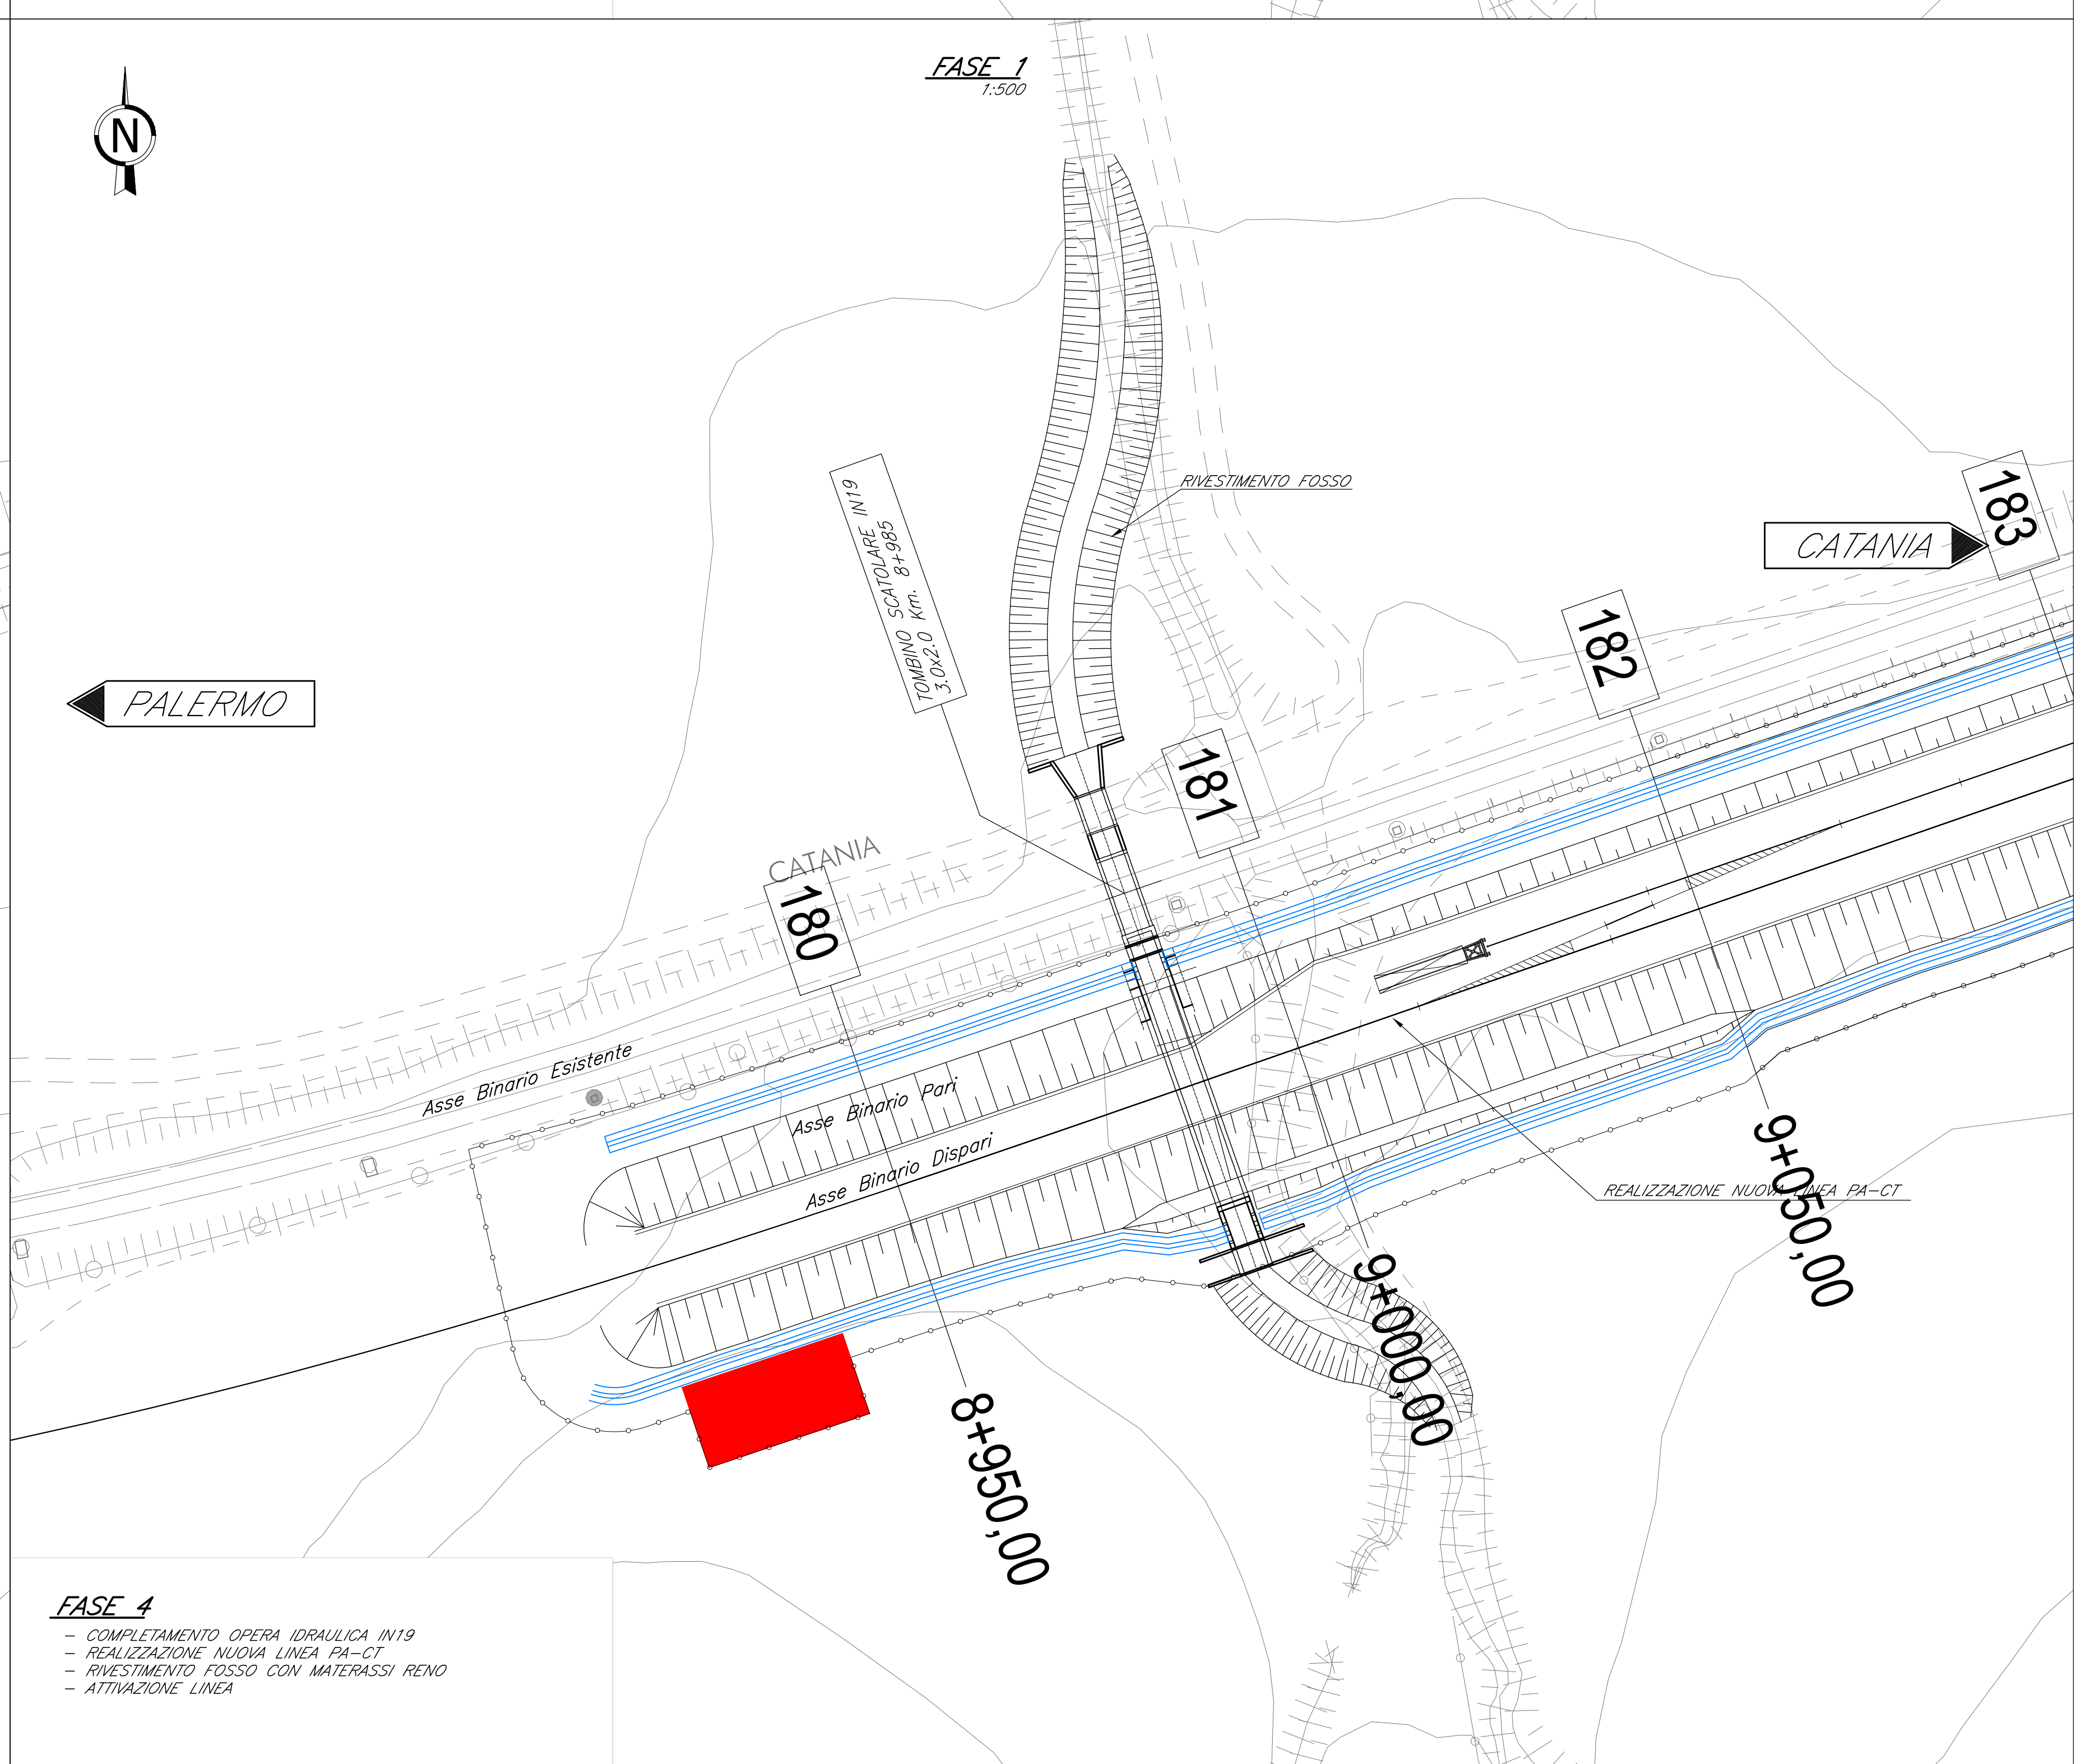 FASE 1
1:500
N
RIVESTIMENTO FOSSO
TOMBINO SCATOLARE IN19
3.0x2.0 Km. 8+985
183
CATANIA
182
PALERMO
181
CATANIA
180
Asse Binario Esistente
Asse Binario Pari
Asse Binario Dispari
REALIZZAZIONE NUOVA LINEA PA-CT
9+050,00
9+000,00
8+950,00
FASE 4
- COMPLETAMENTO OPERA IDRAULICA IN19
- REALIZZAZIONE NUOVA LINEA PA-CT
- RIVESTIMENTO FOSSO CON MATERASSI RENO
- ATTIVAZIONE LINEA